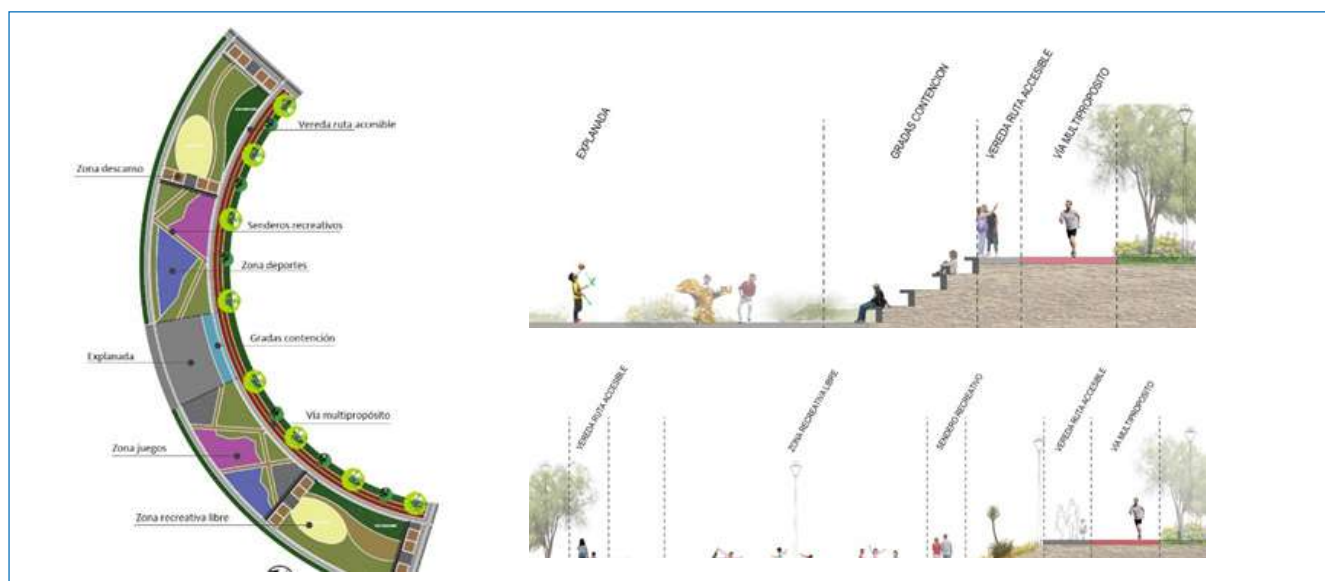 Vereda ruta accesible
Zona descanso
Senderos recreativos
Zona deportes
Gradas contención
Explanada
Vía multipropósito
Zona juegos
Zona recreativa libre
EXPLANADA
GRADAS CONTENCION
VEREDA RUTA ACCESIBLE
VÍA MULTIPROPOSITO
VEREDA RUTA ACCESIBLE
ZONA RECREATIVA LIBRE
SENDERO RECREATIVO
VEREDA RUTA ACCESIBLE
VÍA MULTIPROPOSITO